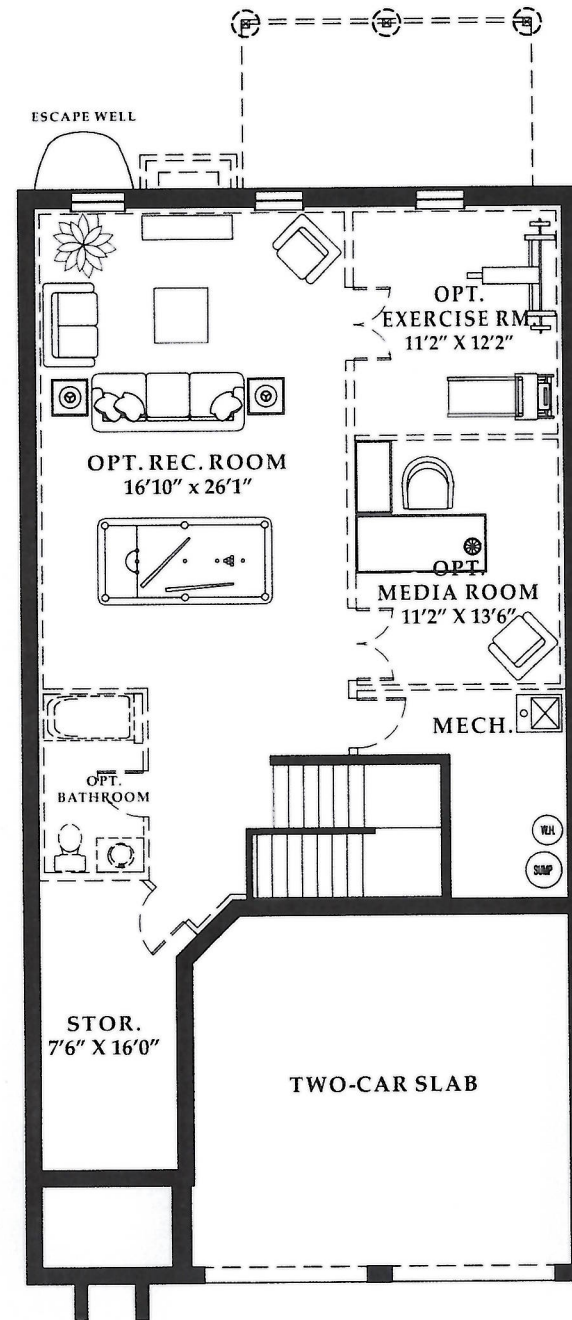 ESCAPE WELL
OPT.
EXERCISE RM.
11'2" X 12'2"
OPT. REC. ROOM
16'10" x 26'1"
OPT.
MEDIA ROOM
11'2" X 13'6"
MECH.
OPT.
BATHROOM
W.H.
SUMP
STOR.
7'6" X 16'0"
TWO-CAR SLAB